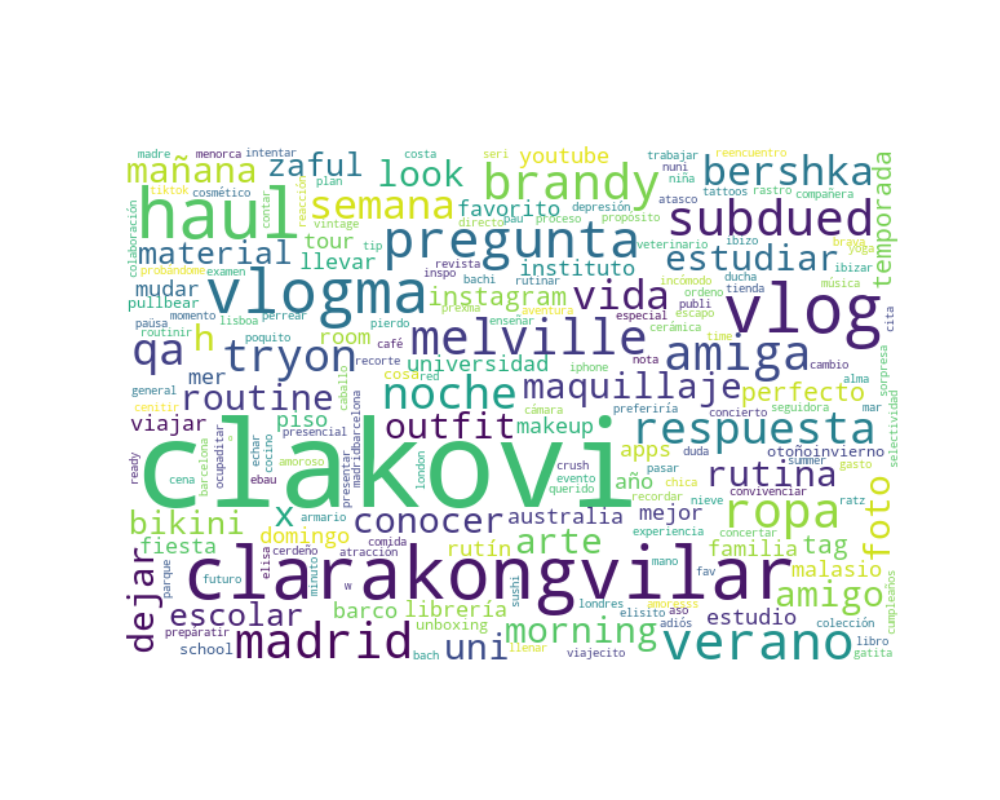 madre menorca intentar costa seri youtube trabajar reencuentro
mañana zaful look brandy nuni niña bershka
tiktok cosmético plan tattoos rastro compañera
haul contar reacción semana favorito depresión atasco subdued temporada
vintage directo pau proceso propósito
colaboración material tour tip pregunta veterinario ibizo brava yoga
llevar revista instituto estudiar ibizar
probándome examen inspo bachi rutinar incómodo ducha música
mudar vlogma instagram vida ordeno tienda vlog
pullbear prexma aventura especial publi escapo cita
momento lisboa perrear pierdo enseñar cerámica
paüsa routinir poquito room melville time
qa h tryon café universidad iphone nota amiga cambio sorpresa
mer recorte cosa red alma
general routine caballo noche maquillaje perfecto
cenitir cámara preferiría concierto seguidora mar
viajar piso outfit makeup respuesta selectividad
presencial apps duda otoñoinvierno
ready cena barcelona ocupaditar o echar cocino ebau amoroso clakovi presentar madridbarcelona london crush evento querido pasar año chica summer rutina gasto
recordar nieve convivenciar ratz
bikini x armario conocer australia mejor ropa foto
domingo experiencia concertar
fiesta cerdeño comida atracción rutín arte mano familia tag
dejar parque futuro elisa minuto w clarakongvilar sushi fav malasio
londres amoresss amigo cumpleaños
escolar barco librería elisito aso estudio colección libro
preparatir unboxing adiós
school madrid bach uni morning llenar viajecito verano gatita